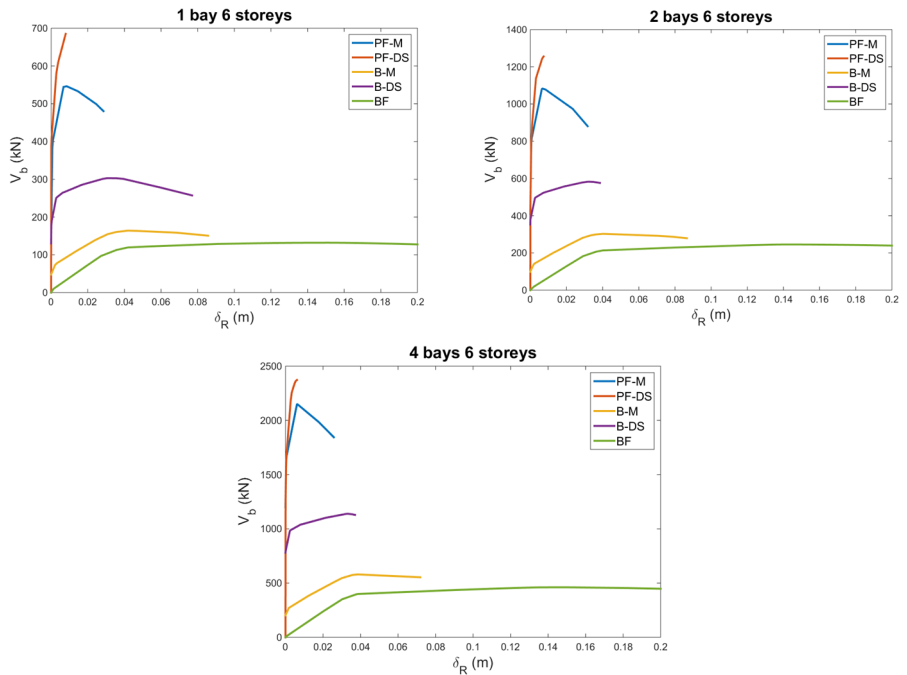 1 bay 6 storeys
700
600
500
400
300
200
100
0
V_b (kN)
0 0.02 0.04 0.06 0.08 0.1 0.12 0.14 0.16 0.18 0.2
δ_R (m)
PF-M
PF-DS
B-M
B-DS
BF
2 bays 6 storeys
1400
1200
1000
800
600
400
200
0
V_b (kN)
0 0.02 0.04 0.06 0.08 0.1 0.12 0.14 0.16 0.18 0.2
δ_R (m)
PF-M
PF-DS
B-M
B-DS
BF
4 bays 6 storeys
2500
2000
1500
1000
500
0
V_b (kN)
0 0.02 0.04 0.06 0.08 0.1 0.12 0.14 0.16 0.18 0.2
δ_R (m)
PF-M
PF-DS
B-M
B-DS
BF